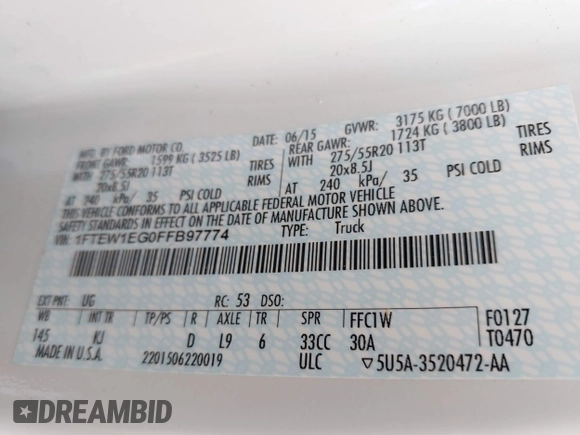 MFD. BY FORD MOTOR CO.
DATE: 06/15 GVWR: 3175 KG ( 7000 LB)
FRONT GAWR: 1599 KG ( 3525 LB) REAR GAWR: 1724 KG ( 3800 LB)
WITH 275/55R20 113T TIRES WITH 275/55R20 113T TIRES
20x8.5J RIMS 20x8.5J RIMS
AT 240 kPa/ 35 PSI COLD AT 240 kPa/ 35 PSI COLD
THIS VEHICLE CONFORMS TO ALL APPLICABLE FEDERAL MOTOR VEHICLE
SAFETY STANDARDS IN EFFECT ON THE DATE OF MANUFACTURE SHOWN ABOVE.
VIN: 1FTEW1EG0FFB97774 TYPE: Truck
EXT PNT: UG RC: 53 DSO:
WB INT TR TP/PS R AXLE TR SPR FFC1W F0127
145 KJ D L9 6 33CC 30A T0470
MADE IN U.S.A. 2201506220019 ULC ▽5U5A-3520472-AA
DREAMBID